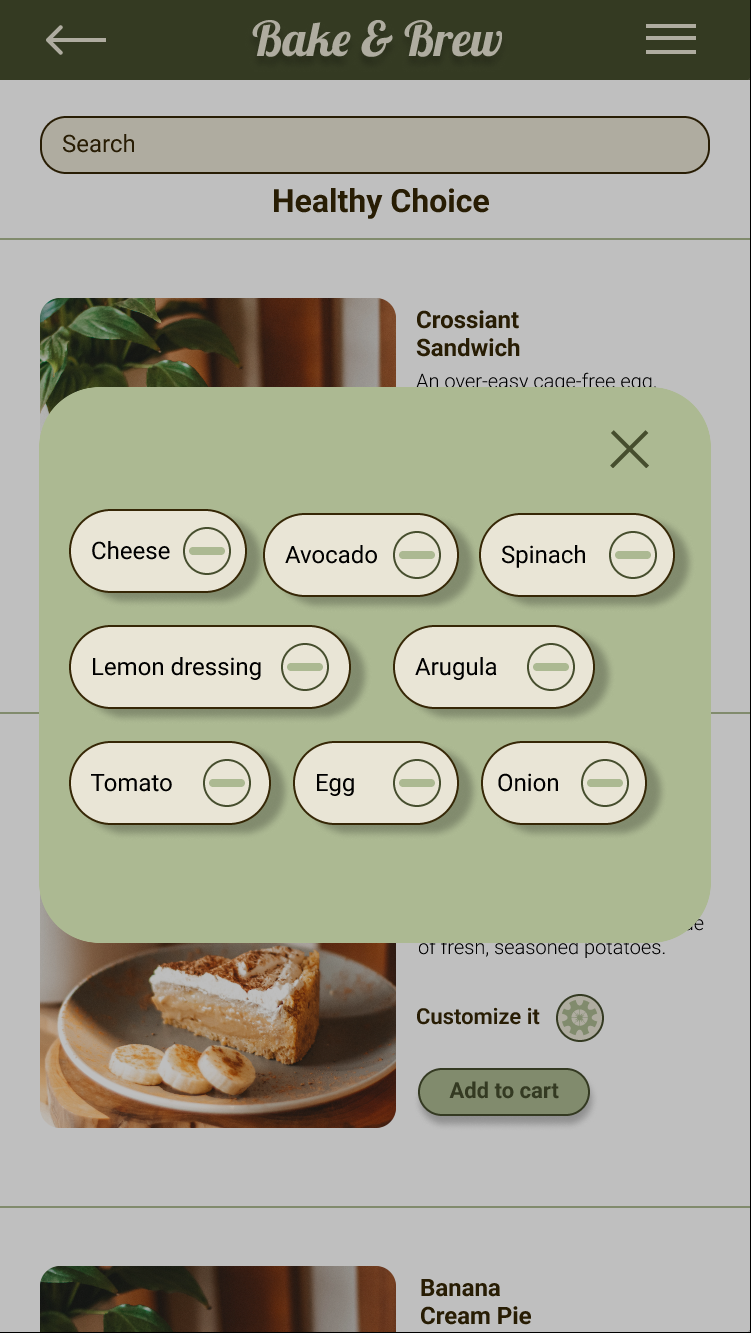 Bake & Brew
Search
Healthy Choice
Crossiant
Sandwich
An over-easy cage-free egg,
Cheese
Avocado
Spinach
Lemon dressing
Arugula
Tomato
Egg
Onion
of fresh, seasoned potatoes.
Customize it
Add to cart
Banana
Cream Pie